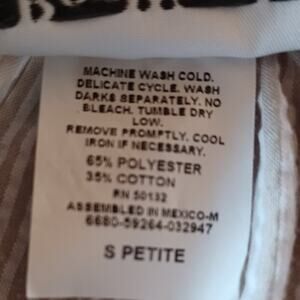 MACHINE WASH COLD.
DELICATE CYCLE. WASH
DARKS SEPARATELY. NO
BLEACH. TUMBLE DRY
LOW.
REMOVE PROMPTLY. COOL
IRON IF NECESSARY.
65% POLYESTER
35% COTTON
RN 50132
ASSEMBLED IN MEXICO-M
6680-59264-032947
S PETITE